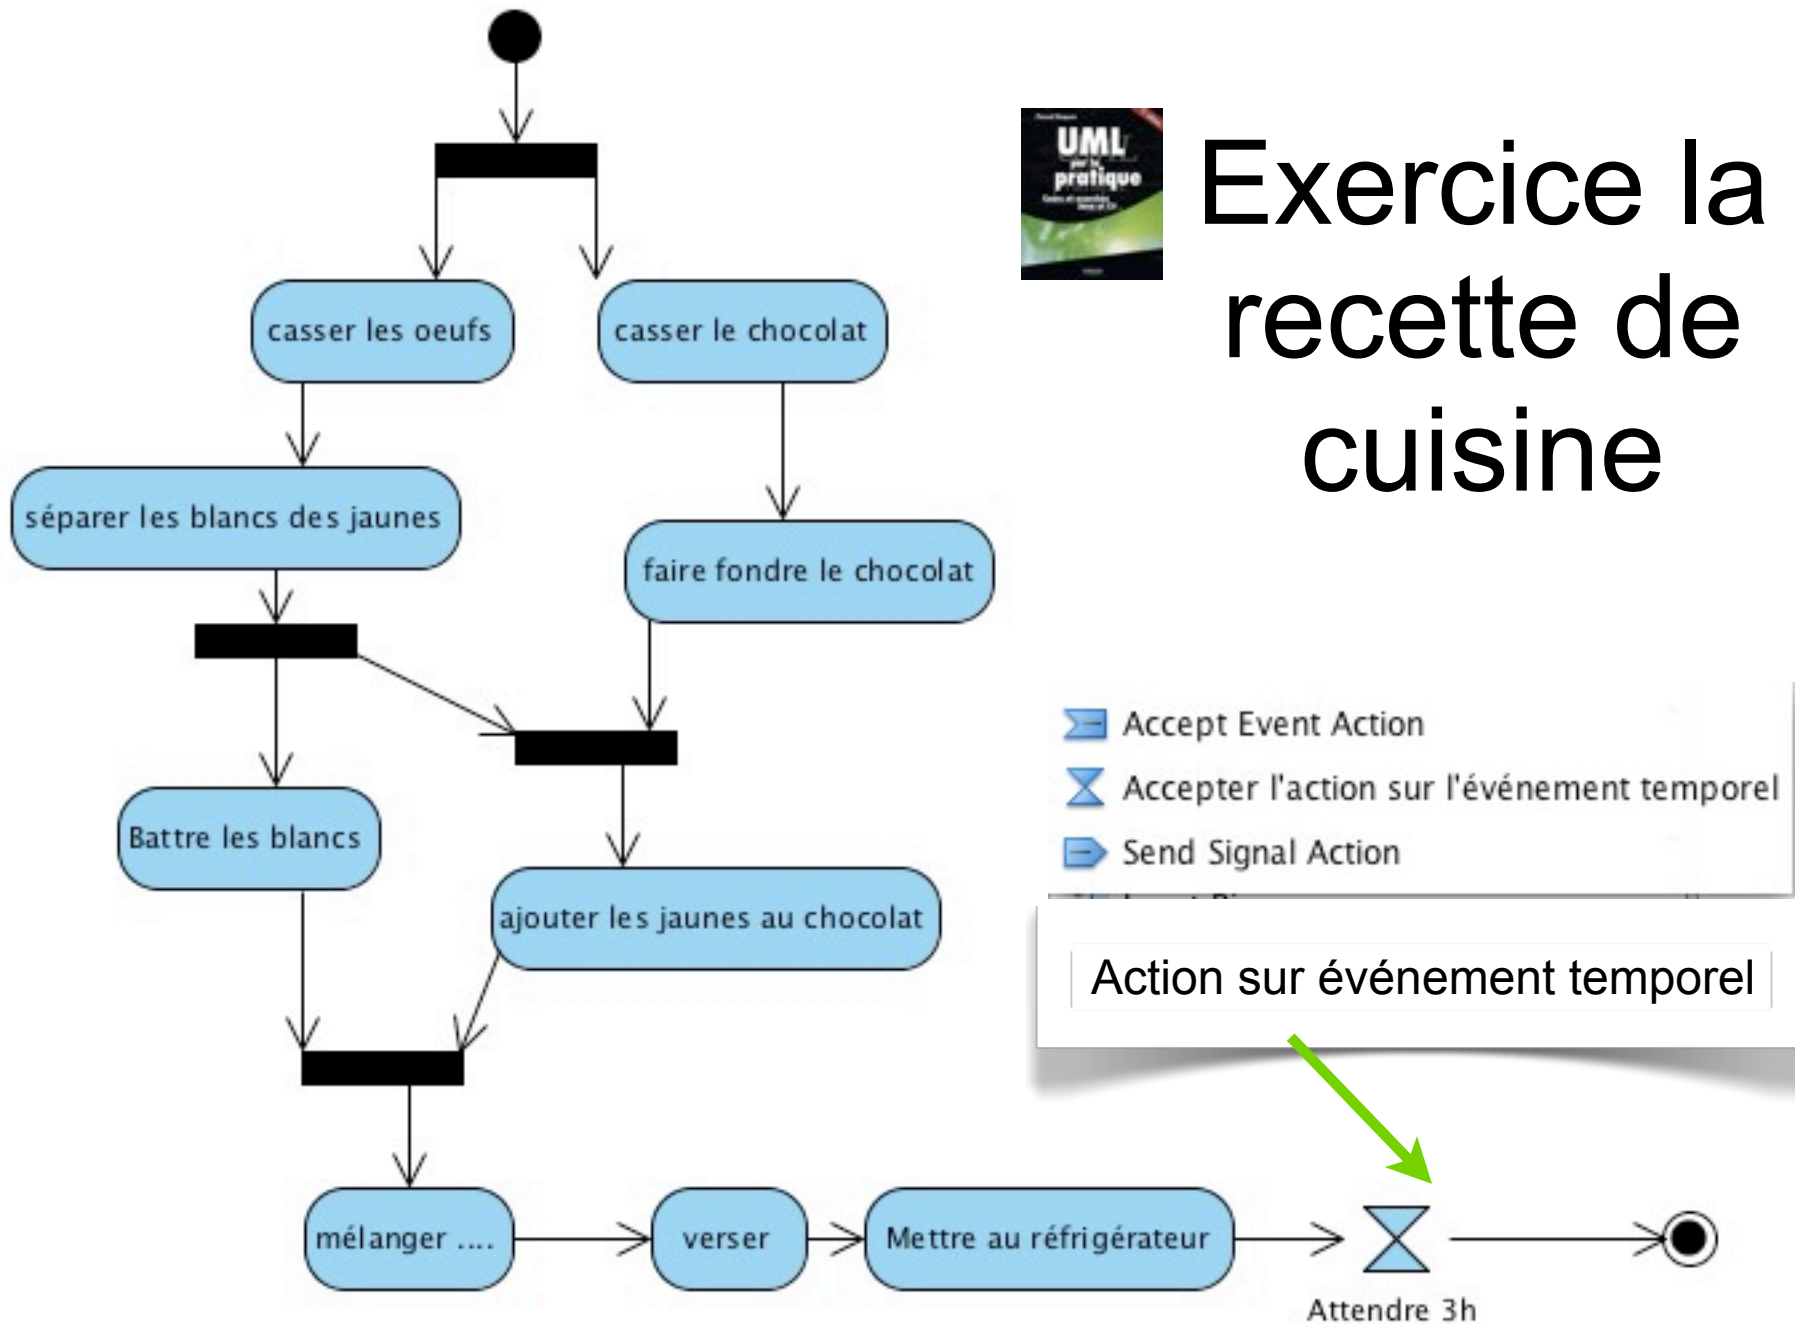 UML
par la
pratique
Exercice la
recette de
cuisine
casser les oeufs
casser le chocolat
séparer les blancs des jaunes
faire fondre le chocolat
Accept Event Action
Accepter l'action sur l'événement temporel
Send Signal Action
Battre les blancs
ajouter les jaunes au chocolat
Action sur événement temporel
mélanger ....
verser
Mettre au réfrigérateur
Attendre 3h